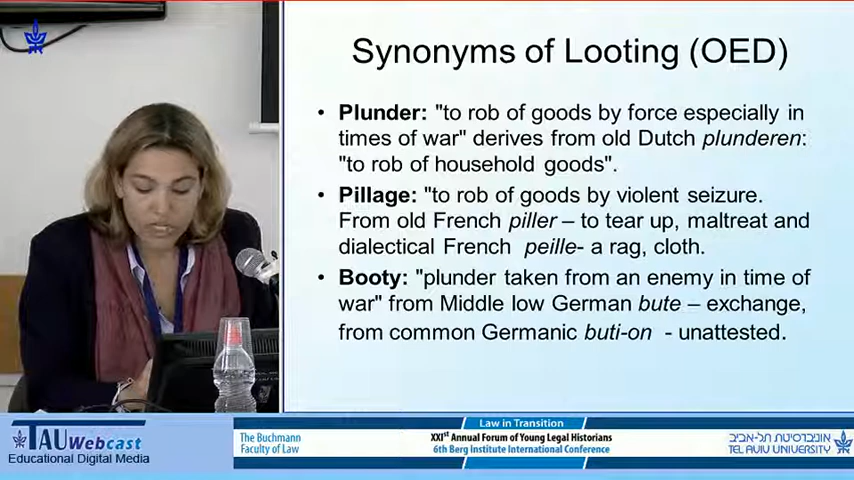 Synonyms of Looting (OED)
• Plunder: "to rob of goods by force especially in
times of war" derives from old Dutch plunderen:
"to rob of household goods".
• Pillage: "to rob of goods by violent seizure.
From old French piller – to tear up, maltreat and
dialectical French peille- a rag, cloth.
• Booty: "plunder taken from an enemy in time of
war" from Middle low German bute – exchange,
from common Germanic buti-on - unattested.
TAU Webcast
Educational Digital Media
The Buchmann
Faculty of Law
Law in Transition
XXIst Annual Forum of Young Legal Historians
6th Berg Institute International Conference
אוניברסיטת תל-אביב
TEL AVIV UNIVERSITY